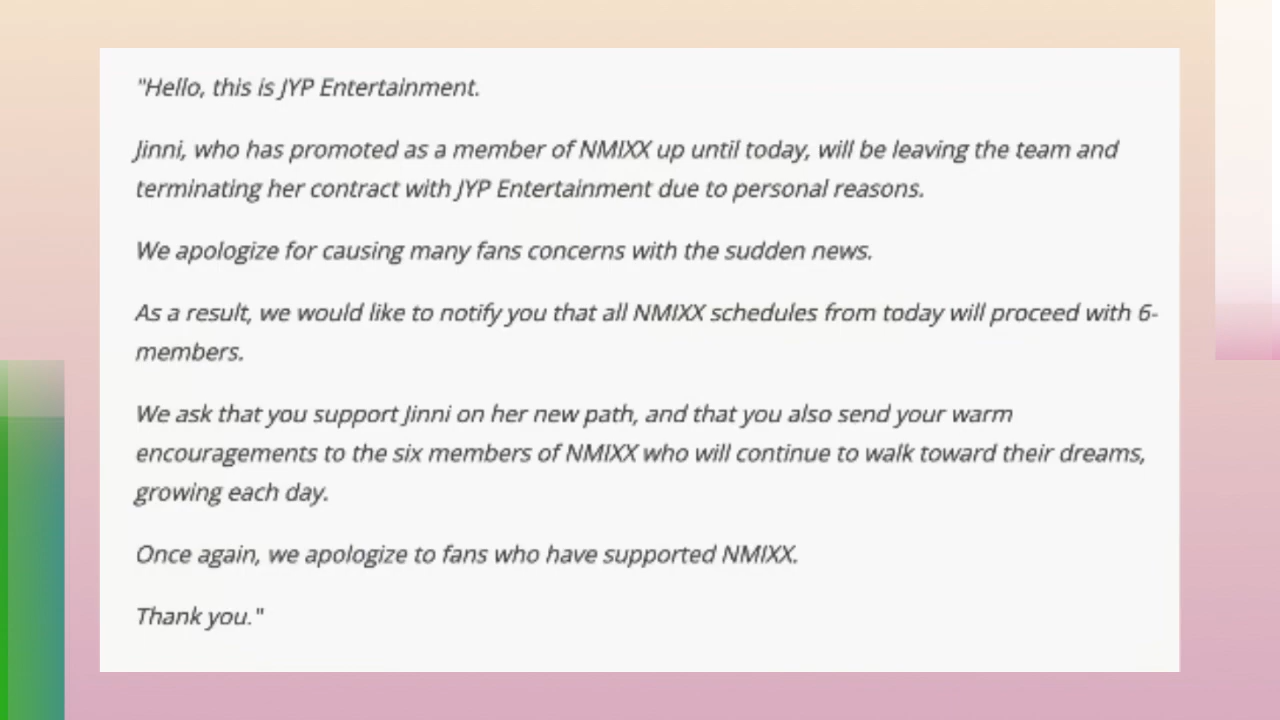 "Hello, this is JYP Entertainment.
Jinni, who has promoted as a member of NMIXX up until today, will be leaving the team and
terminating her contract with JYP Entertainment due to personal reasons.
We apologize for causing many fans concerns with the sudden news.
As a result, we would like to notify you that all NMIXX schedules from today will proceed with 6-
members.
We ask that you support Jinni on her new path, and that you also send your warm
encouragements to the six members of NMIXX who will continue to walk toward their dreams,
growing each day.
Once again, we apologize to fans who have supported NMIXX.
Thank you."